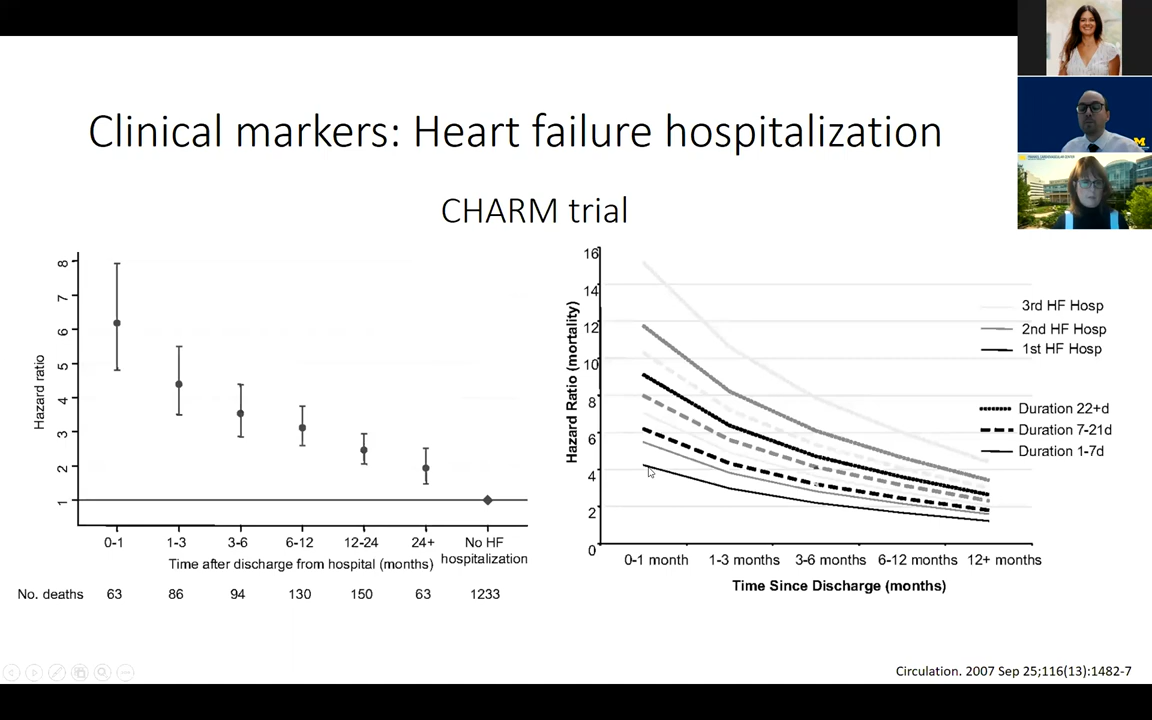 Clinical markers: Heart failure hospitalization
CHARM trial
8
7
6
5
4
3
2
1
Hazard ratio
0-1 1-3 3-6 6-12 12-24 24+ No HF hospitalization
Time after discharge from hospital (months)
No. deaths 63 86 94 130 150 63 1233
16
14
12
10
8
6
4
2
0
Hazard Ratio (mortality)
3rd HF Hosp
2nd HF Hosp
1st HF Hosp
Duration 22+d
Duration 7-21d
Duration 1-7d
0-1 month 1-3 months 3-6 months 6-12 months 12+ months
Time Since Discharge (months)
Circulation. 2007 Sep 25;116(13):1482-7
M